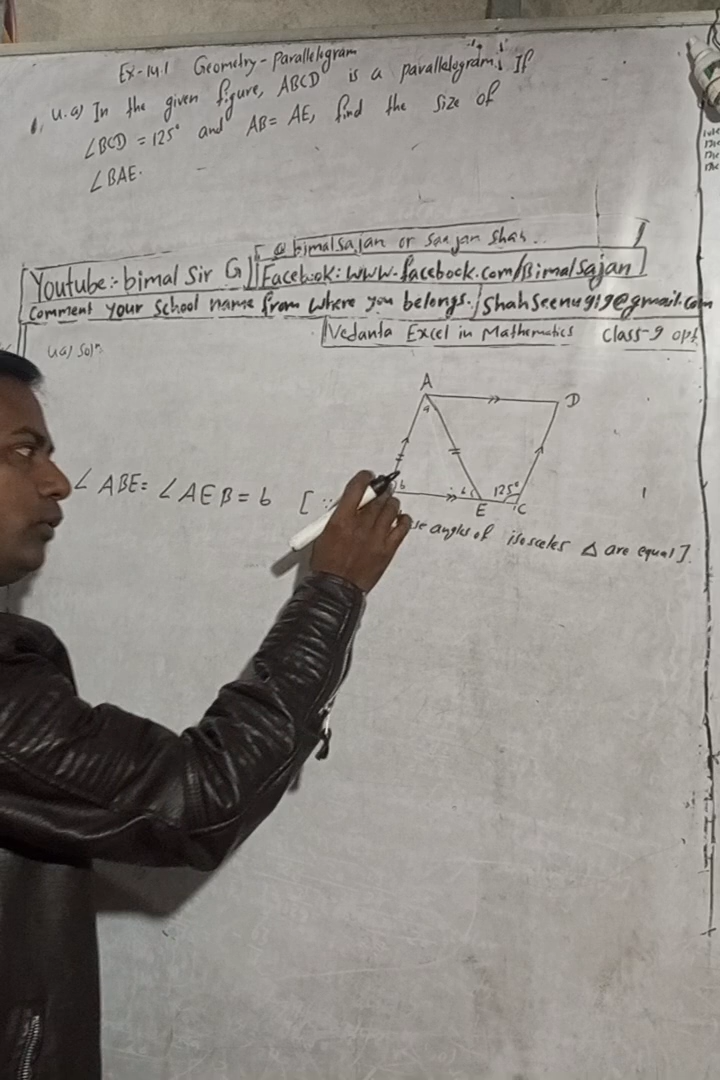 Ex-14.1 Geometry-Parallelogram
4.a) In the given figure, ABCD is a parallelogram. If
∠BCD = 125° and AB = AE, find the size of
∠BAE.
@bimalsajan or Sanjan Shah..
Youtube:- bimal Sir G || Facebook: www.facebook.com/Bimalsajan
Comment your School name from where you belongs. / Shahseenu919@gmail.com
Vedanta Excel in Mathematics Class-9 opt
4a) Solⁿ:
A
D
a
b
b
125°
E
C
∠ABE = ∠AEB = b [∵
angles of isosceles △ are equal].